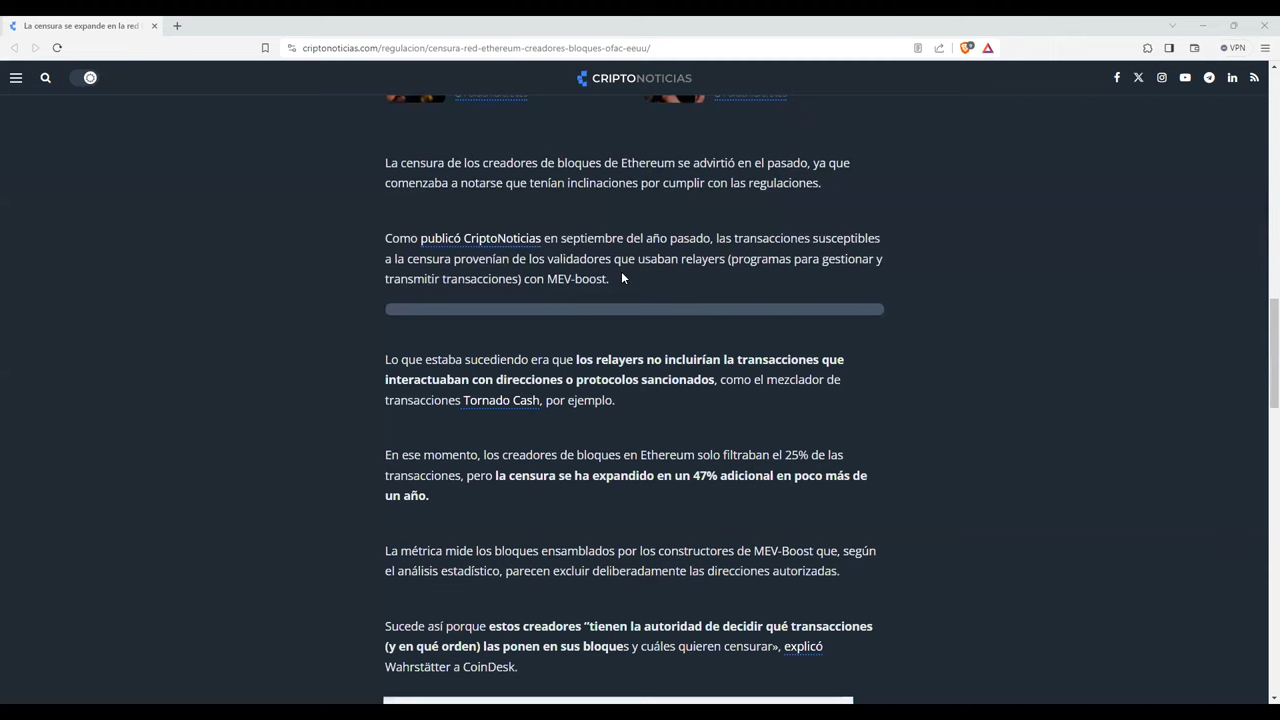 La censura se expande en la red
criptonoticias.com/regulacion/censura-red-ethereum-creadores-bloques-ofac-eeuu/
VPN
CRIPTONOTICIAS
La censura de los creadores de bloques de Ethereum se advirtió en el pasado, ya que
comenzaba a notarse que tenían inclinaciones por cumplir con las regulaciones.
Como publicó CriptoNoticias en septiembre del año pasado, las transacciones susceptibles
a la censura provenían de los validadores que usaban relayers (programas para gestionar y
transmitir transacciones) con MEV-boost.
Lo que estaba sucediendo era que los relayers no incluirían la transacciones que
interactuaban con direcciones o protocolos sancionados, como el mezclador de
transacciones Tornado Cash, por ejemplo.
En ese momento, los creadores de bloques en Ethereum solo filtraban el 25% de las
transacciones, pero la censura se ha expandido en un 47% adicional en poco más de
un año.
La métrica mide los bloques ensamblados por los constructores de MEV-Boost que, según
el análisis estadístico, parecen excluir deliberadamente las direcciones autorizadas.
Sucede así porque estos creadores “tienen la autoridad de decidir qué transacciones
(y en qué orden) las ponen en sus bloques y cuáles quieren censurar», explicó
Wahrstätter a CoinDesk.